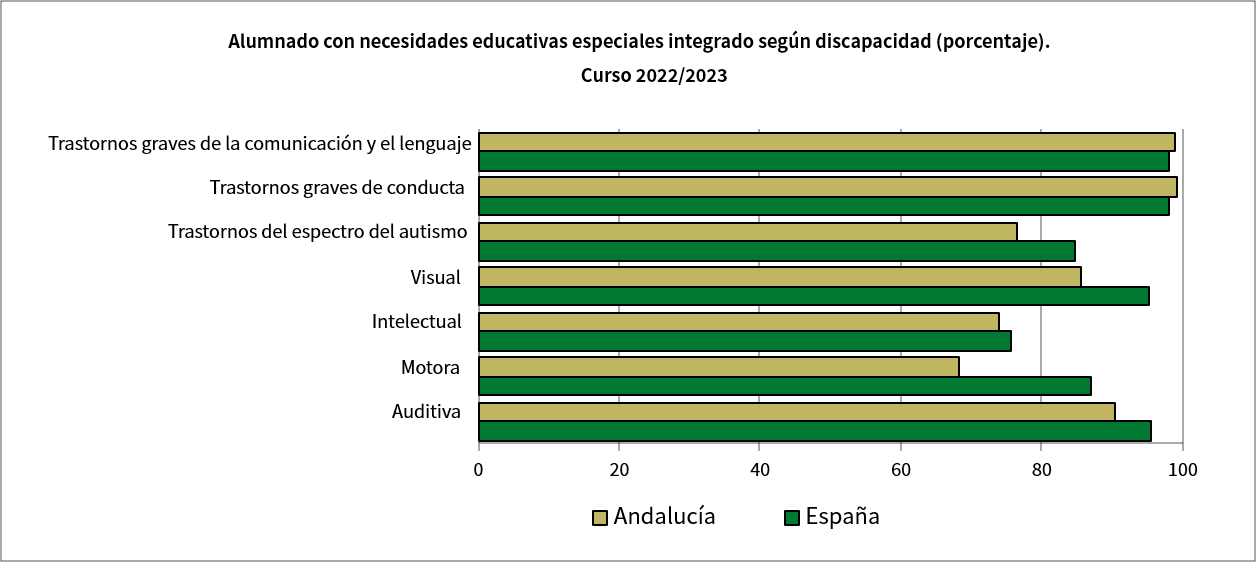 Alumnado con necesidades educativas especiales integrado según discapacidad (porcentaje).
Curso 2022/2023
Trastornos graves de la comunicación y el lenguaje
Trastornos graves de conducta
Trastornos del espectro del autismo
Visual
Intelectual
Motora
Auditiva
0 20 40 60 80 100
Andalucía España